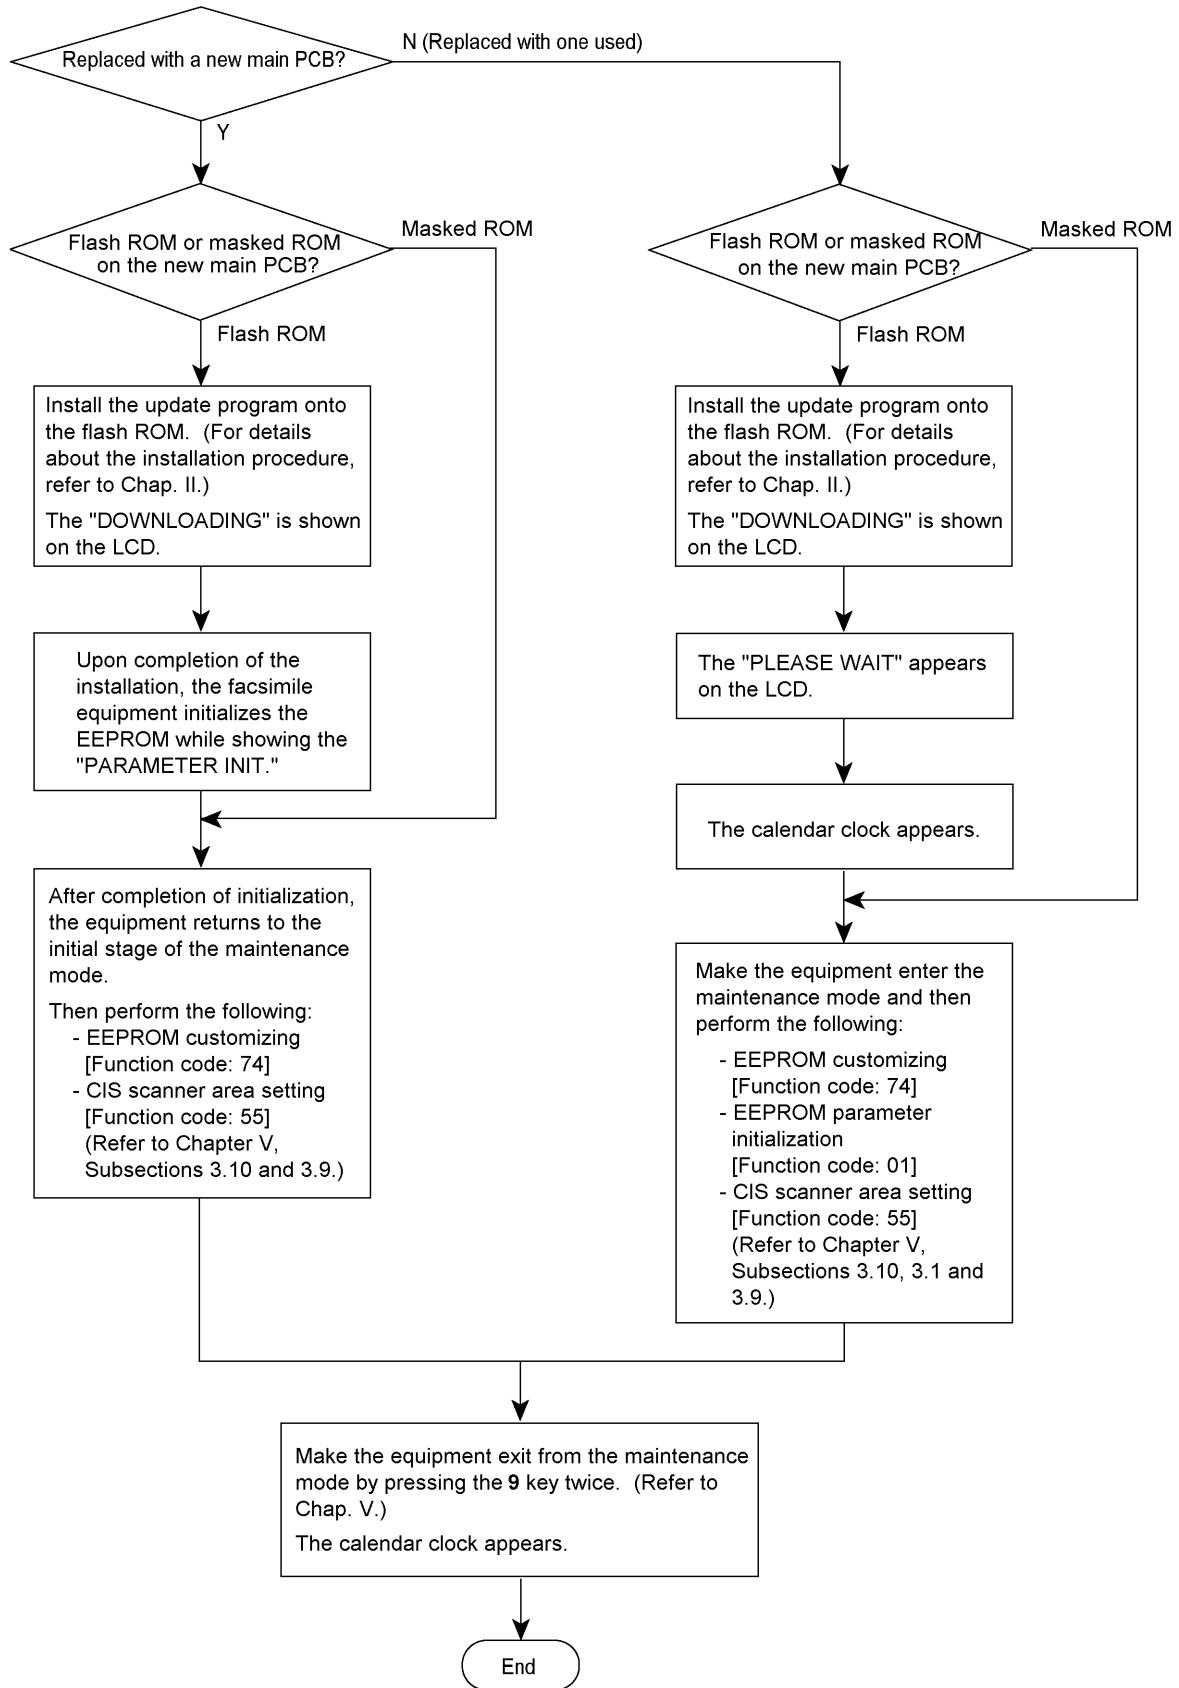 Replaced with a new main PCB?
N (Replaced with one used)
Y
Flash ROM or masked ROM
on the new main PCB?
Masked ROM
Flash ROM
Install the update program onto
the flash ROM.  (For details
about the installation procedure,
refer to Chap. II.)
The "DOWNLOADING" is shown
on the LCD.
Upon completion of the
installation, the facsimile
equipment initializes the
EEPROM while showing the
"PARAMETER INIT."
After completion of initialization,
the equipment returns to the
initial stage of the maintenance
mode.
Then perform the following:
- EEPROM customizing
[Function code: 74]
- CIS scanner area setting
[Function code: 55]
(Refer to Chapter V,
Subsections 3.10 and 3.9.)
Flash ROM or masked ROM
on the new main PCB?
Masked ROM
Flash ROM
Install the update program onto
the flash ROM.  (For details
about the installation procedure,
refer to Chap. II.)
The "DOWNLOADING" is shown
on the LCD.
The "PLEASE WAIT" appears
on the LCD.
The calendar clock appears.
Make the equipment enter the
maintenance mode and then
perform the following:
- EEPROM customizing
[Function code: 74]
- EEPROM parameter
initialization
[Function code: 01]
- CIS scanner area setting
[Function code: 55]
(Refer to Chapter V,
Subsections 3.10, 3.1 and
3.9.)
Make the equipment exit from the maintenance
mode by pressing the 9 key twice.  (Refer to
Chap. V.)
The calendar clock appears.
End